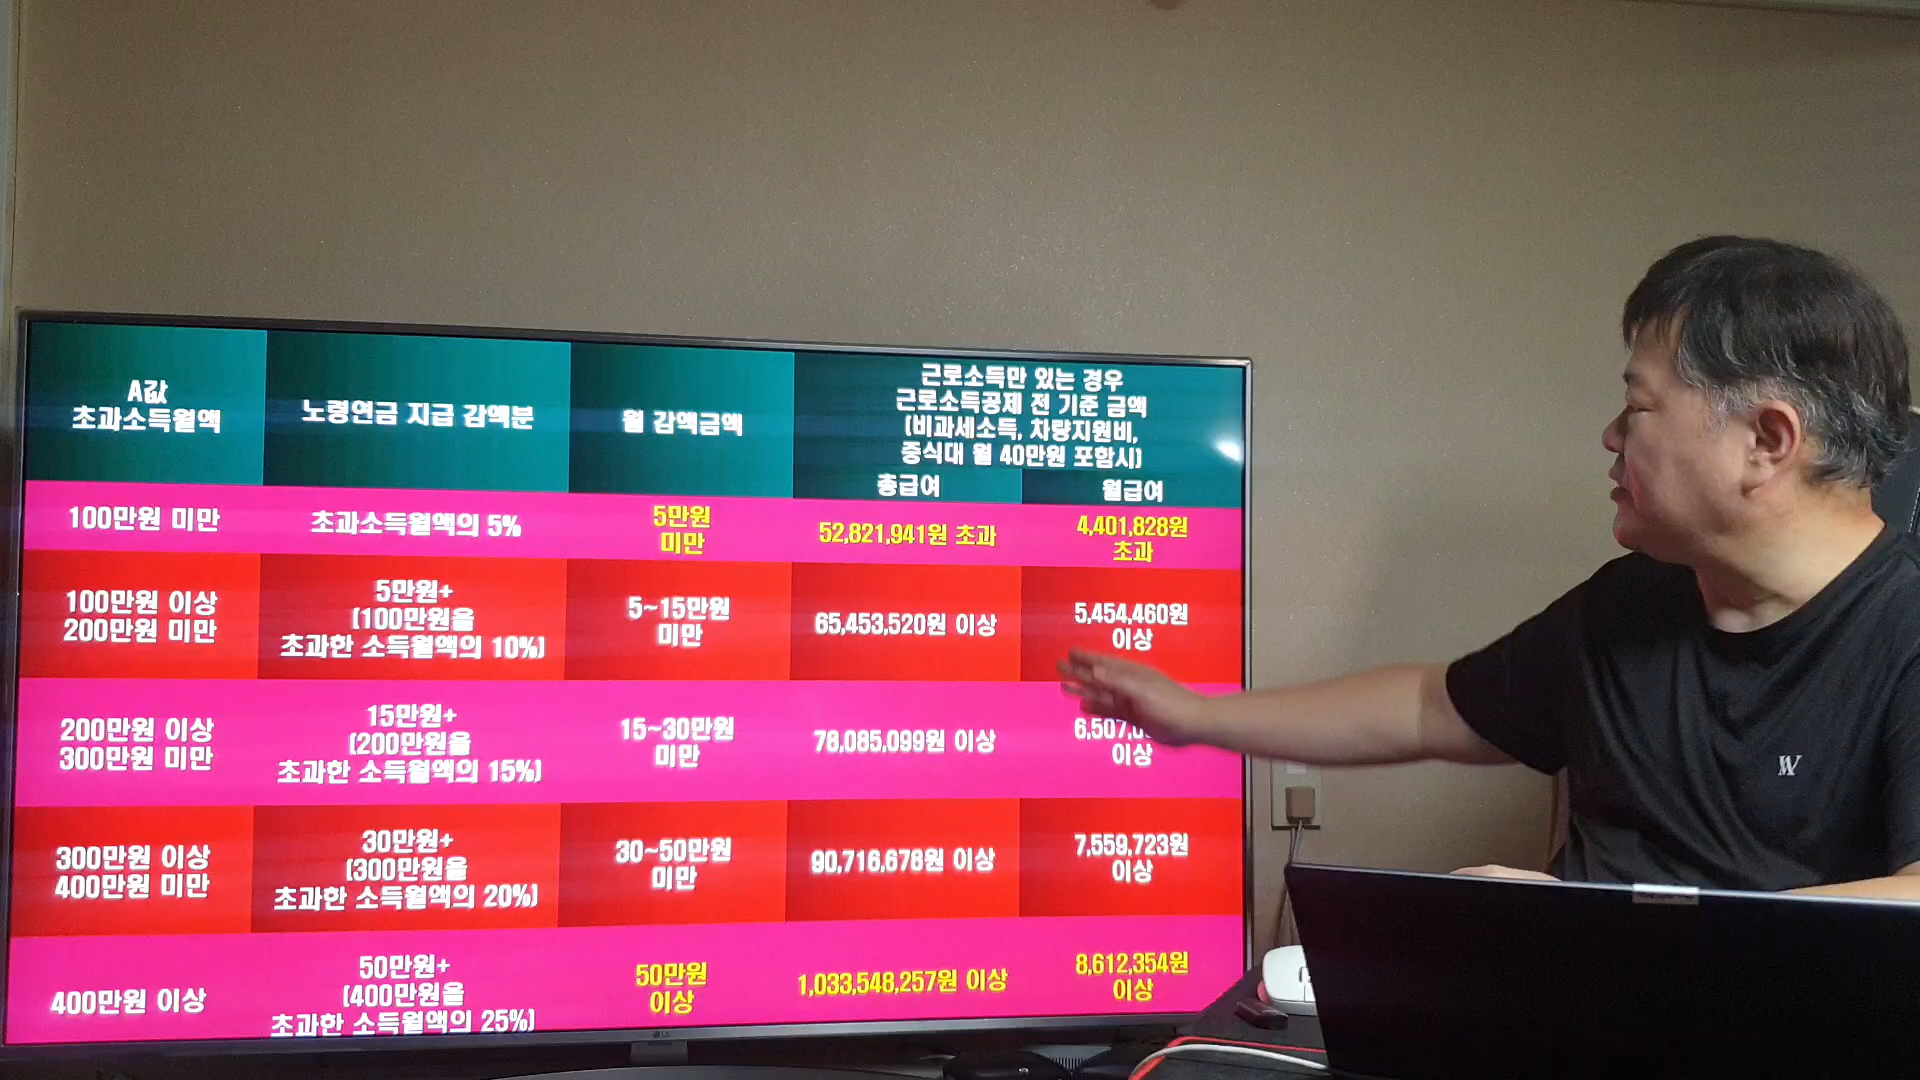 A값
초과소득월액
노령연금 지급 감액분
월 감액금액
근로소득만 있는 경우
근로소득공제 전 기준 금액
(비과세소득, 차량지원비,
중식대 월 40만원 포함시)
총급여
월급여
100만원 미만
초과소득월액의 5%
5만원
미만
52,821,941원 초과
4,401,828원
초과
100만원 이상
200만원 미만
5만원+
(100만원을
초과한 소득월액의 10%)
5~15만원
미만
65,453,520원 이상
5,454,460원
이상
200만원 이상
300만원 미만
15만원+
(200만원을
초과한 소득월액의 15%)
15~30만원
미만
78,085,099원 이상
이상
300만원 이상
400만원 미만
30만원+
(300만원을
초과한 소득월액의 20%)
30~50만원
미만
90,716,678원 이상
7,559,723원
이상
400만원 이상
50만원+
(400만원을
초과한 소득월액의 25%)
50만원
이상
1,033,548,257원 이상
8,612,354원
이상
W
LG